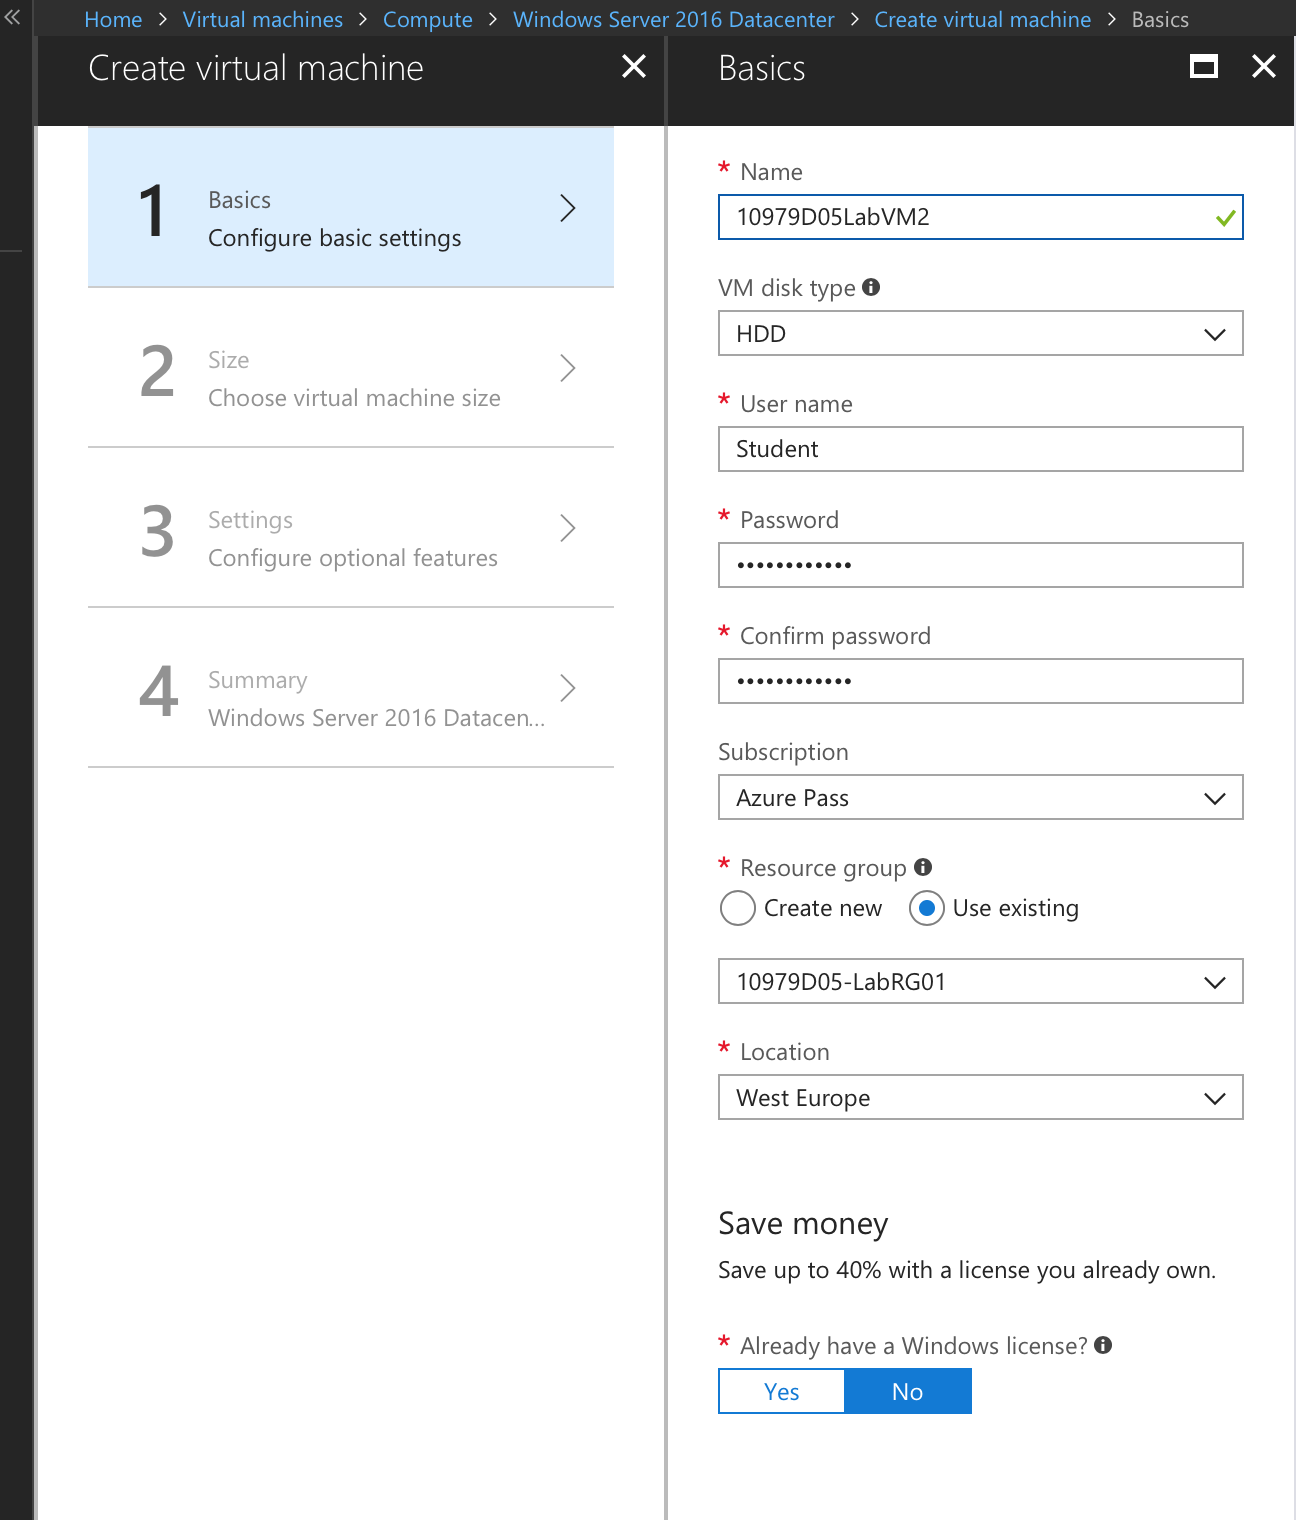 Home > Virtual machines > Compute > Windows Server 2016 Datacenter > Create virtual machine > Basics
Create virtual machine
1
Basics
Configure basic settings
2
Size
Choose virtual machine size
3
Settings
Configure optional features
4
Summary
Windows Server 2016 Datacen...
Basics
* Name
10979D05LabVM2
VM disk type
HDD
* User name
Student
* Password
••••••••••••
* Confirm password
••••••••••••
Subscription
Azure Pass
* Resource group
Create new Use existing
10979D05-LabRG01
* Location
West Europe
Save money
Save up to 40% with a license you already own.
* Already have a Windows license?
Yes No